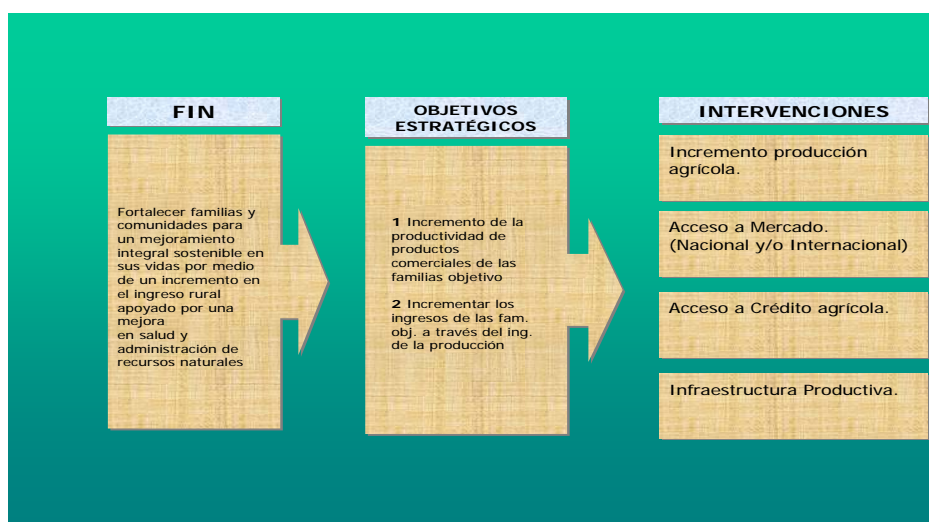 FIN
Fortalecer familias y
comunidades para
un mejoramiento
integral sostenible en
sus vidas por medio
de un incremento en
el ingreso rural
apoyado por una
mejora
en salud y
administración de
recursos naturales
OBJETIVOS
ESTRATÉGICOS
1 Incremento de la
productividad de
productos
comerciales de las
familias objetivo
2 Incrementar los
ingresos de las fam.
obj. a través del ing.
de la producción
INTERVENCIONES
Incremento producción
agrícola.
Acceso a Mercado.
(Nacional y/o Internacional)
Acceso a Crédito agrícola.
Infraestructura Productiva.